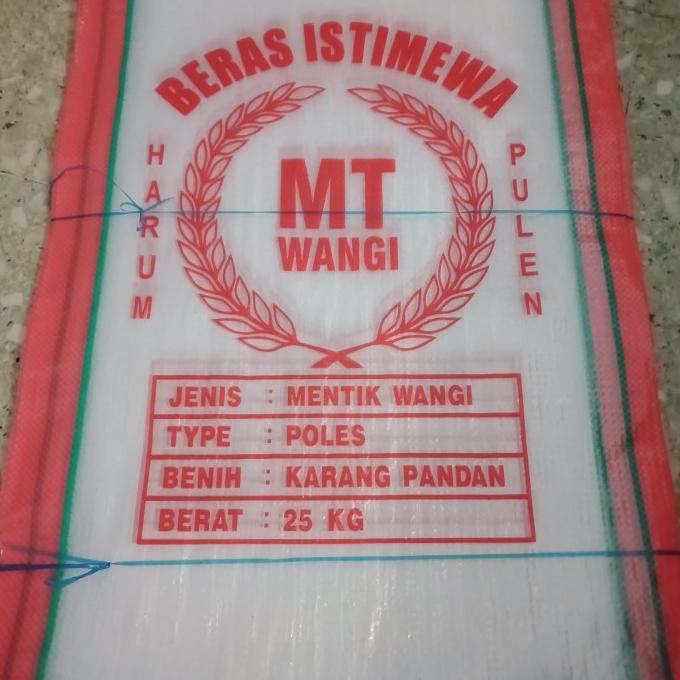 BERAS ISTIMEWA
HARUM
MT
WANGI
PULEN
JENIS : MENTIK WANGI
TYPE : POLES
BENIH : KARANG PANDAN
BERAT : 25 KG